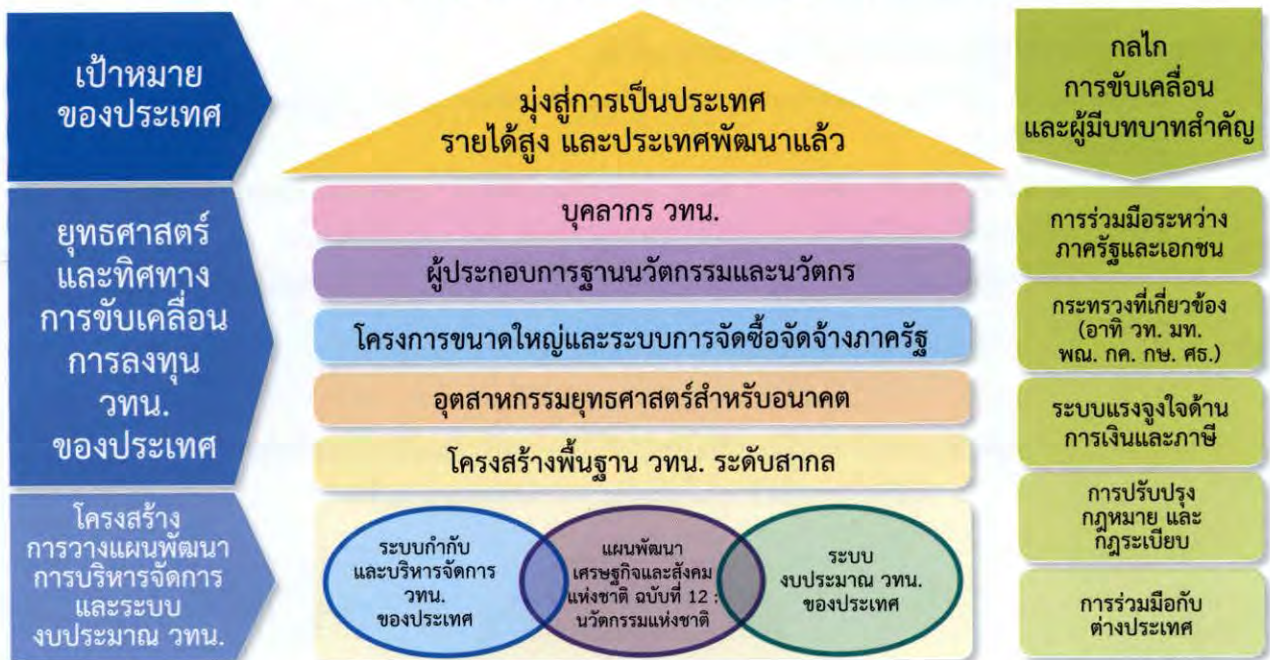 เป้าหมาย
ของประเทศ
มุ่งสู่การเป็นประเทศ
รายได้สูง และประเทศพัฒนาแล้ว
กลไก
การขับเคลื่อน
และผู้มีบทบาทสำคัญ
ยุทธศาสตร์
และทิศทาง
การขับเคลื่อน
การลงทุน
วทน.
ของประเทศ
บุคลากร วทน.
ผู้ประกอบการฐานนวัตกรรมและนวัตกร
โครงการขนาดใหญ่และระบบการจัดซื้อจัดจ้างภาครัฐ
อุตสาหกรรมยุทธศาสตร์สำหรับอนาคต
โครงสร้างพื้นฐาน วทน. ระดับสากล
การร่วมมือระหว่าง
ภาครัฐและเอกชน
กระทรวงที่เกี่ยวข้อง
(อาทิ วท. มท.
พณ. กค. กษ. ศธ.)
ระบบแรงจูงใจด้าน
การเงินและภาษี
การปรับปรุง
กฎหมาย และ
กฎระเบียบ
การร่วมมือกับ
ต่างประเทศ
โครงสร้าง
การวางแผนพัฒนา
การบริหารจัดการ
และระบบ
งบประมาณ วทน.
ระบบกำกับ
และบริหารจัดการ
วทน.
ของประเทศ
แผนพัฒนา
เศรษฐกิจและสังคม
แห่งชาติ ฉบับที่ 12 :
นวัตกรรมแห่งชาติ
ระบบ
งบประมาณ วทน.
ของประเทศ